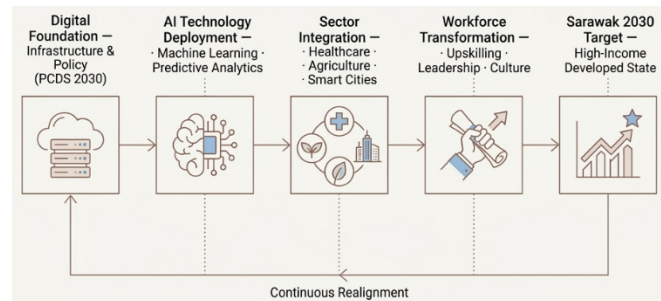 Digital
Foundation —
Infrastructure &
Policy
(PCDS 2030)
AI Technology
Deployment —
· Machine Learning ·
Predictive Analytics
Sector
Integration —
· Healthcare ·
Agriculture ·
· Smart Cities
Workforce
Transformation —
· Upskilling ·
Leadership · Culture
Sarawak 2030
Target —
High-Income
Developed State
Continuous Realignment